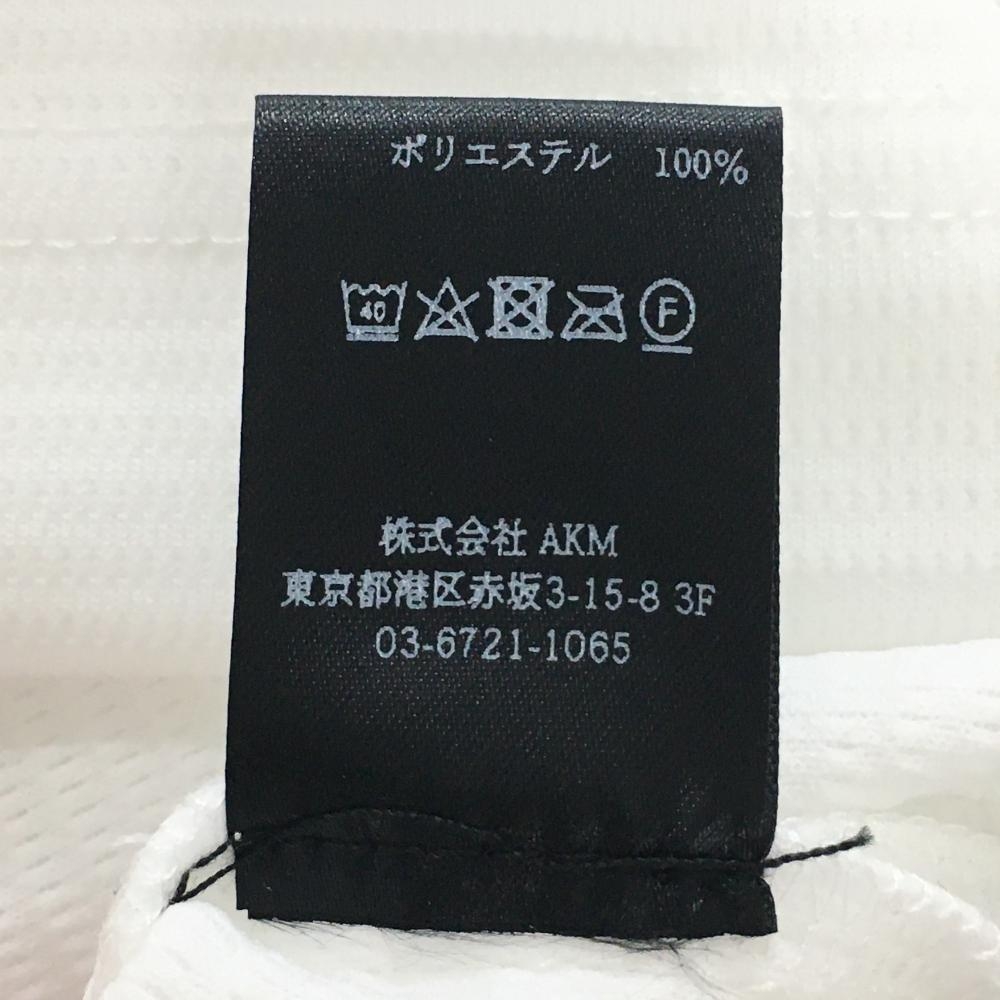 ポリエステル 100%
40 F
株式会社 AKM
東京都港区赤坂3-15-8 3F
03-6721-1065